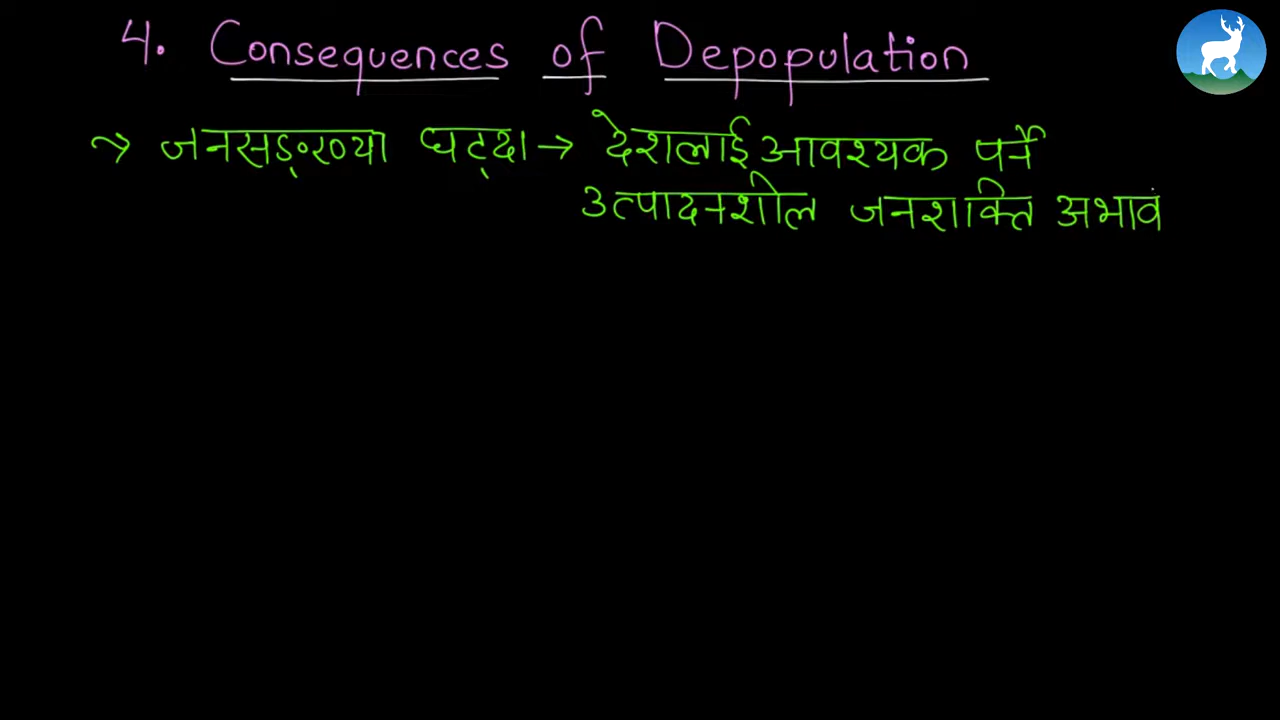 4. Consequences of Depopulation
→ जनसङ्ख्या घट्दा → देशलाई आवश्यक पर्ने
उत्पादनशील जनशक्ति अभाव